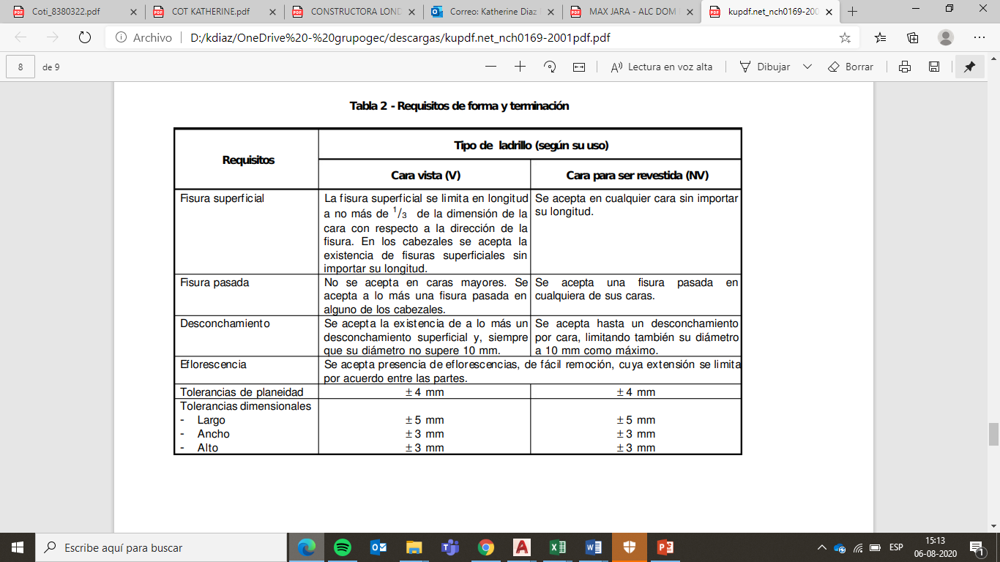 Coti_8380322.pdf
COT KATHERINE.pdf
CONSTRUCTORA LOND
Correo: Katherine Diaz
MAX JARA - ALC DOM
kupdf.net_nch0169-200
Archivo
D:/kdiaz/OneDrive%20-%20grupogec/descargas/kupdf.net_nch0169-2001pdf.pdf
8 de 9
Lectura en voz alta
Dibujar
Borrar
Tabla 2 - Requisitos de forma y terminación
Requisitos
Tipo de ladrillo (según su uso)
Cara vista (V)
Cara para ser revestida (NV)
Fisura superficial
La fisura superficial se limita en longitud
a no más de 1/3 de la dimensión de la
cara con respecto a la dirección de la
fisura. En los cabezales se acepta la
existencia de fisuras superficiales sin
importar su longitud.
Se acepta en cualquier cara sin importar
su longitud.
Fisura pasada
No se acepta en caras mayores. Se
acepta a lo más una fisura pasada en
alguno de los cabezales.
Se acepta una fisura pasada en
cualquiera de sus caras.
Desconchamiento
Se acepta la existencia de a lo más un
desconchamiento superficial y, siempre
que su diámetro no supere 10 mm.
Se acepta hasta un desconchamiento
por cara, limitando también su diámetro
a 10 mm como máximo.
Eflorescencia
Se acepta presencia de eflorescencias, de fácil remoción, cuya extensión se limita
por acuerdo entre las partes.
Tolerancias de planeidad
± 4 mm
± 4 mm
Tolerancias dimensionales
- Largo
± 5 mm
± 5 mm
- Ancho
± 3 mm
± 3 mm
- Alto
± 3 mm
± 3 mm
Escribe aquí para buscar
ESP
15:13
06-08-2020
1